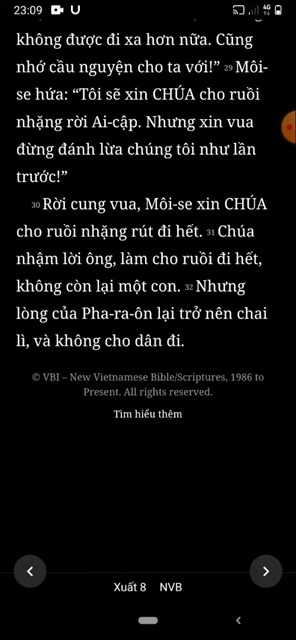 23:09
không được đi xa hơn nữa. Cũng
nhớ cầu nguyện cho ta với!” 29 Môi-
se hứa: “Tôi sẽ xin CHÚA cho ruồi
nhặng rời Ai-cập. Nhưng xin vua
đừng đánh lừa chúng tôi như lần
trước!”
30 Rời cung vua, Môi-se xin CHÚA
cho ruồi nhặng rút đi hết. 31 Chúa
nhậm lời ông, làm cho ruồi đi hết,
không còn lại một con. 32 Nhưng
lòng của Pha-ra-ôn lại trở nên chai
lì, và không cho dân đi.
© VBI – New Vietnamese Bible/Scriptures, 1986 to
Present. All rights reserved.
Tìm hiểu thêm
Xuất 8 NVB